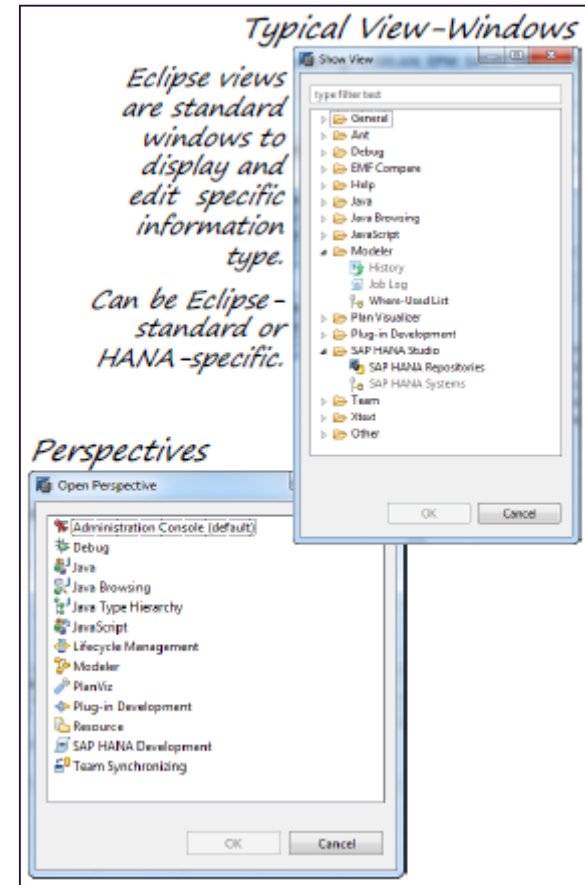 Typical View-Windows
Eclipse views
are standard
windows to
display and
edit specific
information
type.
Can be Eclipse-
standard or
HANA-specific.
Show View
type filter text
General
Ant
Debug
EMF Compare
Help
Java
Java Browsing
JavaScript
Modeler
History
Job Log
Where-Used List
Plan Visualizer
Plug-in Development
SAP HANA Studio
SAP HANA Repositories
SAP HANA Systems
Team
Xtext
Other
OK Cancel
Perspectives
Open Perspective
Administration Console (default)
Debug
Java
Java Browsing
Java Type Hierarchy
JavaScript
Lifecycle Management
Modeler
PlanViz
Plug-in Development
Resource
SAP HANA Development
Team Synchronizing
OK Cancel